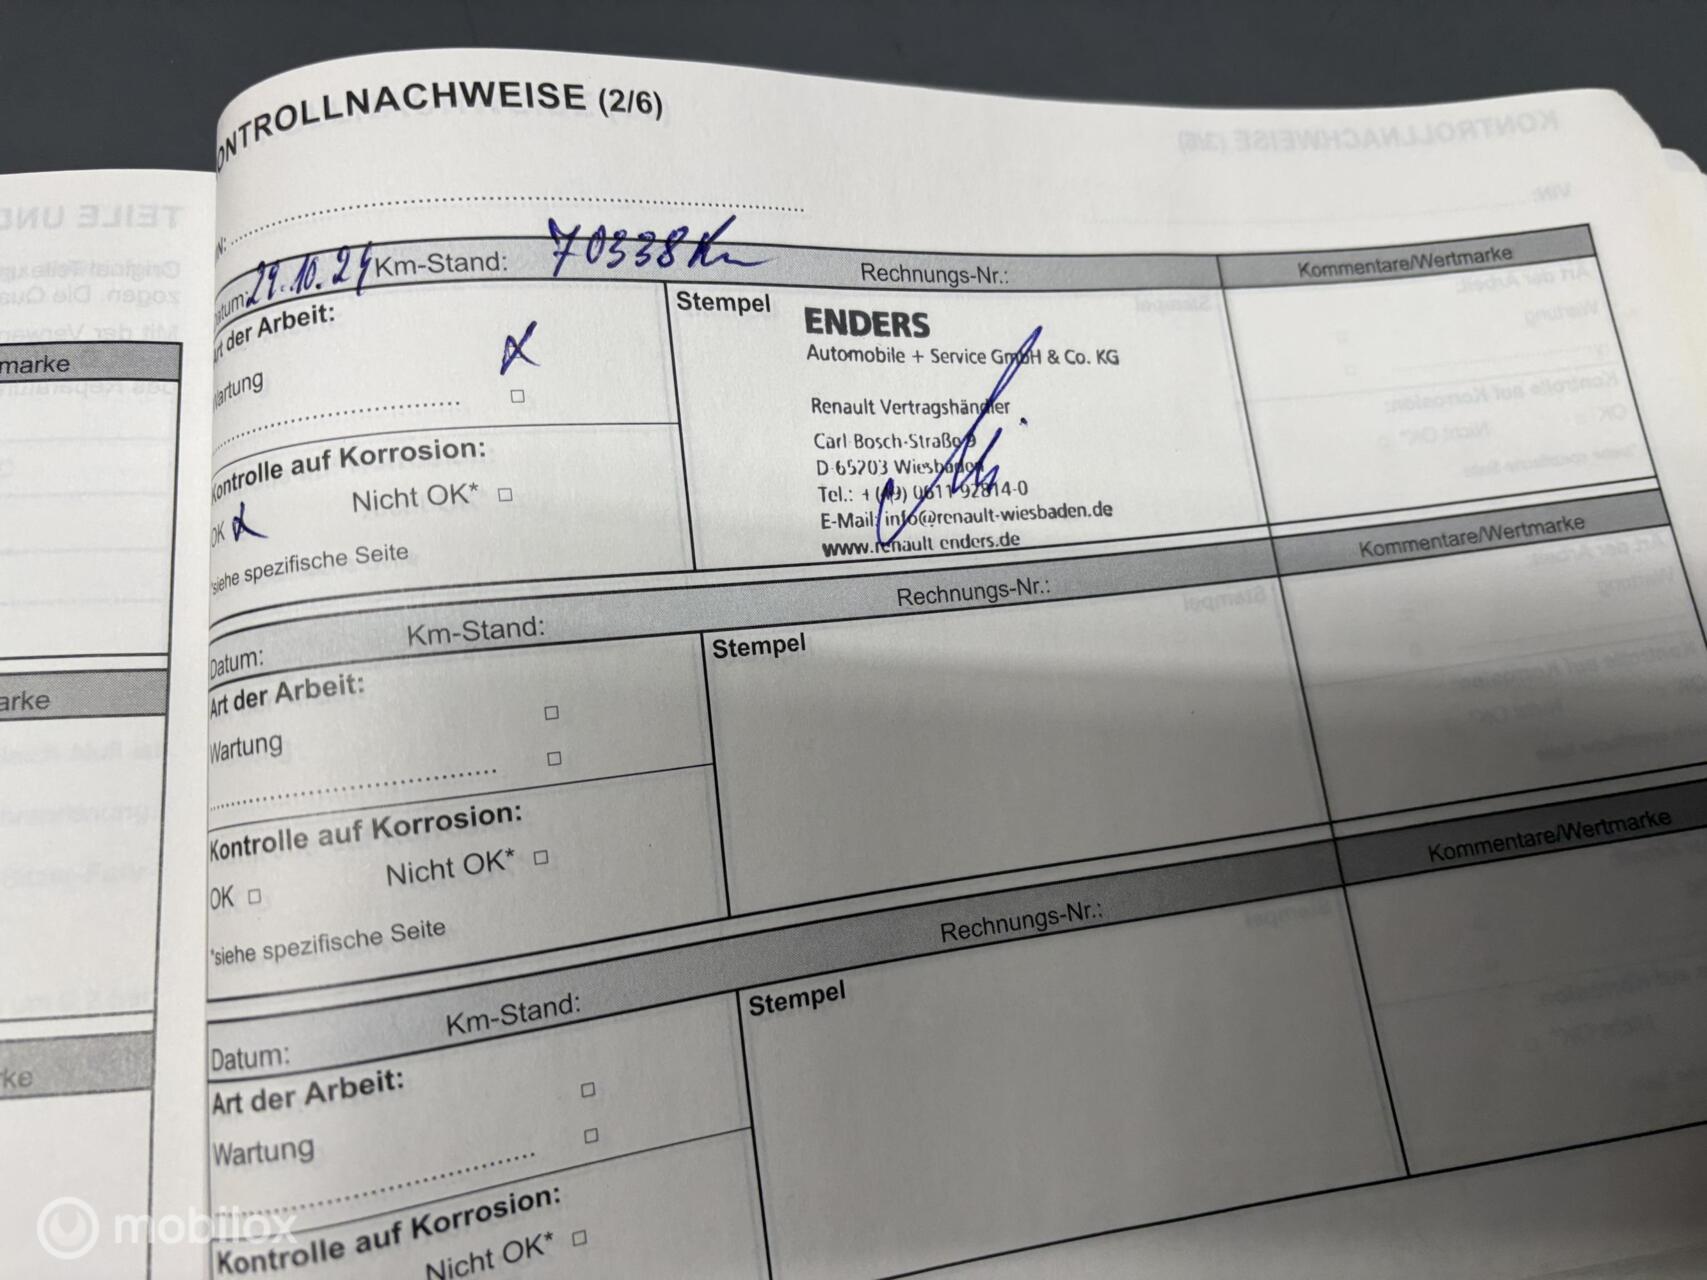 ONTROLLNACHWEISE (2/6)
N:
atum: 29.10.24 Km-Stand: 70338 Km Rechnungs-Nr.: Kommentare/Wertmarke
Art der Arbeit:
Wartung
Kontrolle auf Korrosion:
OK Nicht OK*
*siehe spezifische Seite
Stempel
ENDERS
Automobile + Service GmbH & Co. KG
Renault Vertragshändler
Carl-Bosch-Straße 9
D-65203 Wiesbaden
Tel.: + (49) 0611-92814-0
E-Mail: info@renault-wiesbaden.de
www.renault-enders.de
Datum: Km-Stand: Rechnungs-Nr.: Kommentare/Wertmarke
Art der Arbeit:
Wartung
Kontrolle auf Korrosion:
OK Nicht OK*
*siehe spezifische Seite
Stempel
Datum: Km-Stand: Rechnungs-Nr.: Kommentare/Wertmarke
Art der Arbeit:
Wartung
Kontrolle auf Korrosion:
Nicht OK*
Stempel
marke
arke
ke
mobilox